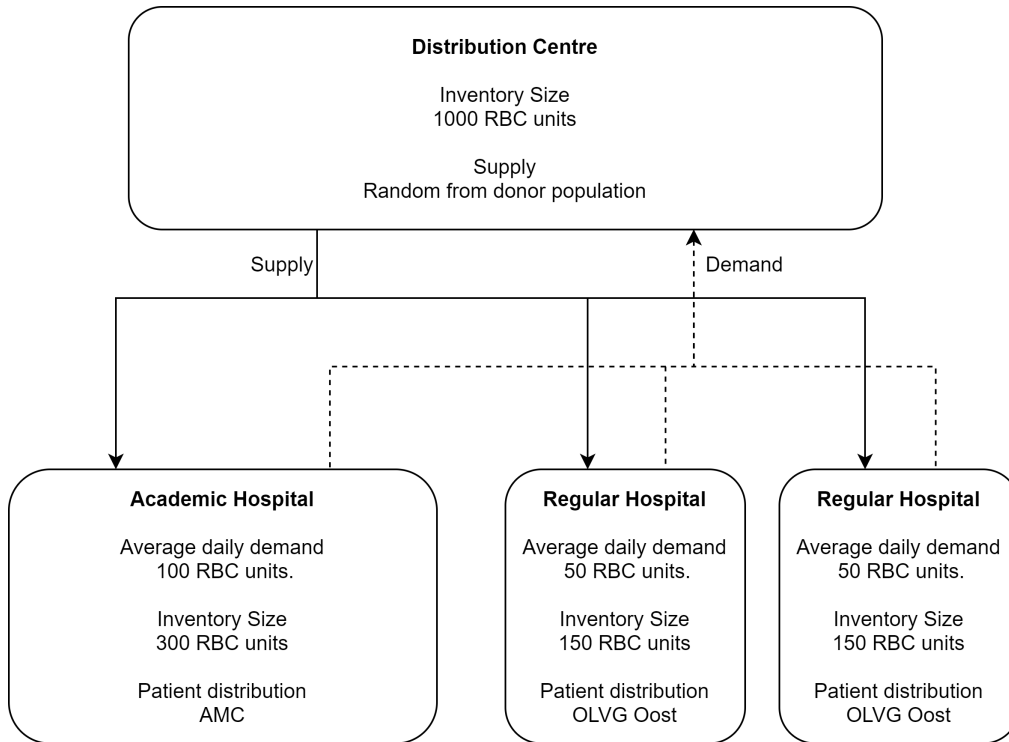 Distribution Centre
Inventory Size
1000 RBC units
Supply
Random from donor population
Supply
Demand
Academic Hospital
Average daily demand
100 RBC units.
Inventory Size
300 RBC units
Patient distribution
AMC
Regular Hospital
Average daily demand
50 RBC units.
Inventory Size
150 RBC units
Patient distribution
OLVG Oost
Regular Hospital
Average daily demand
50 RBC units.
Inventory Size
150 RBC units
Patient distribution
OLVG Oost